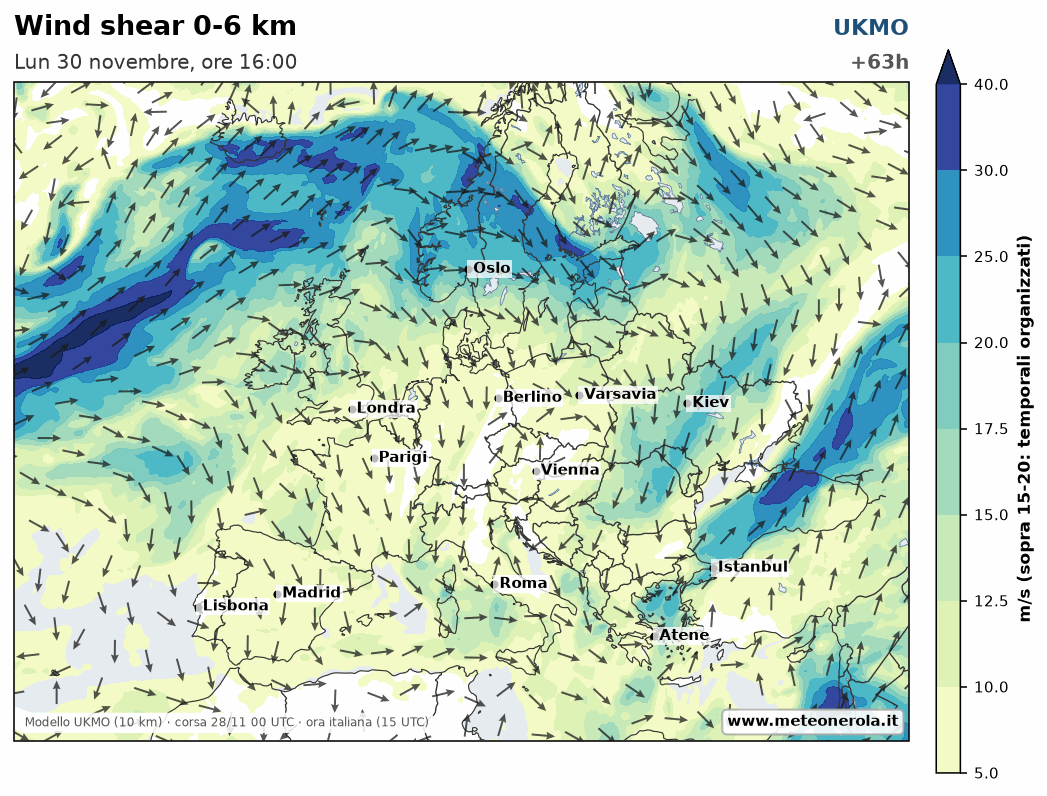 Wind shear 0-6 km
UKMO
Lun 30 novembre, ore 16:00
+63h
40.0
30.0
25.0
20.0
17.5
15.0
12.5
10.0
5.0
m/s (sopra 15-20: temporali organizzati)
Oslo
Berlino
Varsavia
Kiev
Londra
Parigi
Vienna
Istanbul
Roma
Madrid
Lisbona
Atene
Modello UKMO (10 km) · corsa 28/11 00 UTC · ora italiana (15 UTC)
www.meteonerola.it